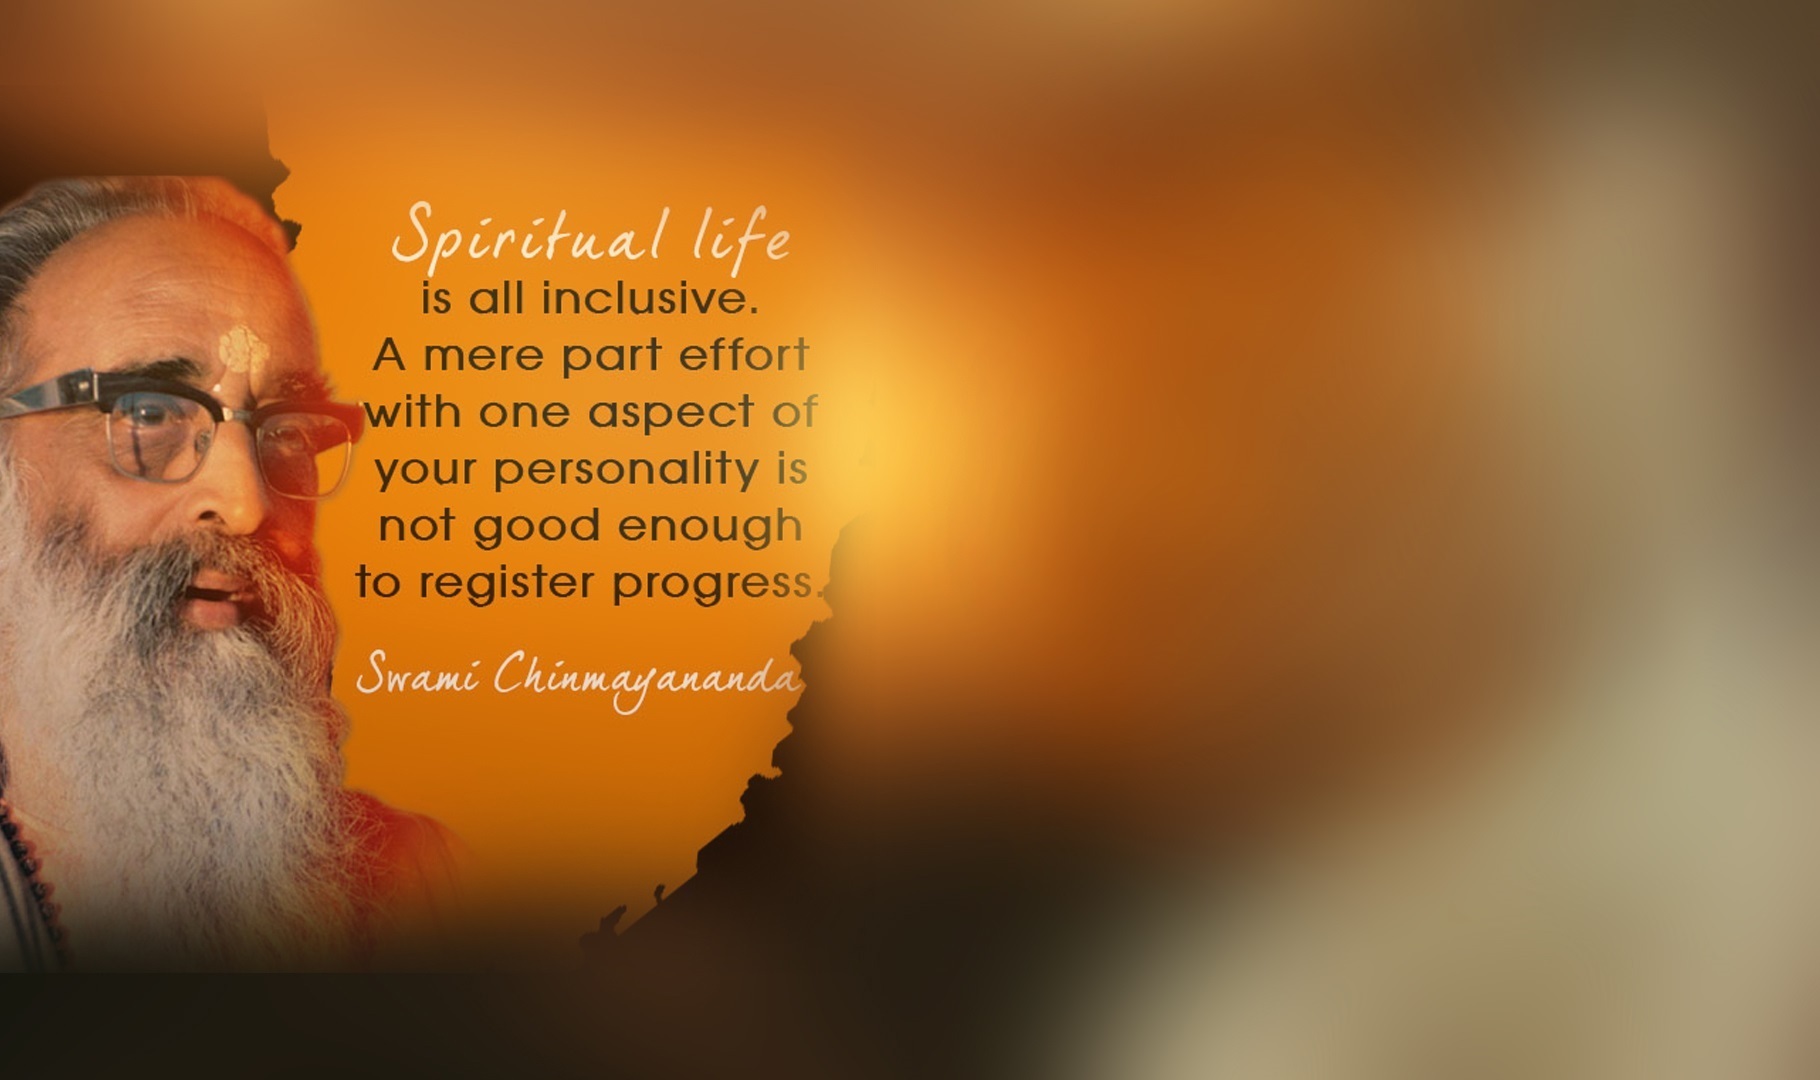 Spiritual life
is all inclusive.
A mere part effort
with one aspect of
your personality is
not good enough
to register progress.
Swami Chinmayananda